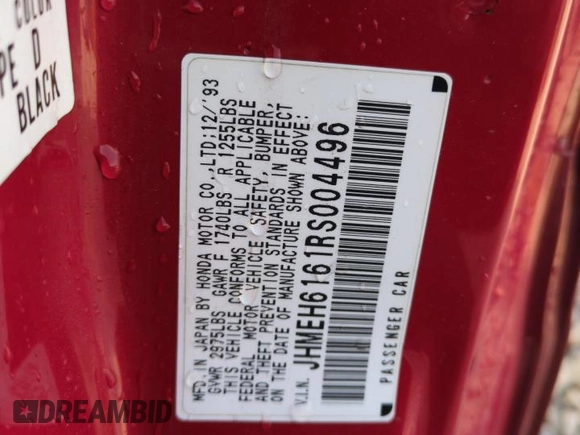 COLOR
PE D
BLACK
MFD. IN JAPAN BY HONDA MOTOR CO., LTD: 12/'93
GVWR 2975LBS GAWR F 1740LBS R 1255LBS
THIS VEHICLE CONFORMS TO ALL APPLICABLE
FEDERAL MOTOR VEHICLE SAFETY, BUMPER,
AND THEFT PREVENTION STANDARDS IN EFFECT
ON THE DATE OF MANUFACTURE SHOWN ABOVE.
V.I.N. JHMEH6161RS004496
PASSENGER CAR
DREAMBID